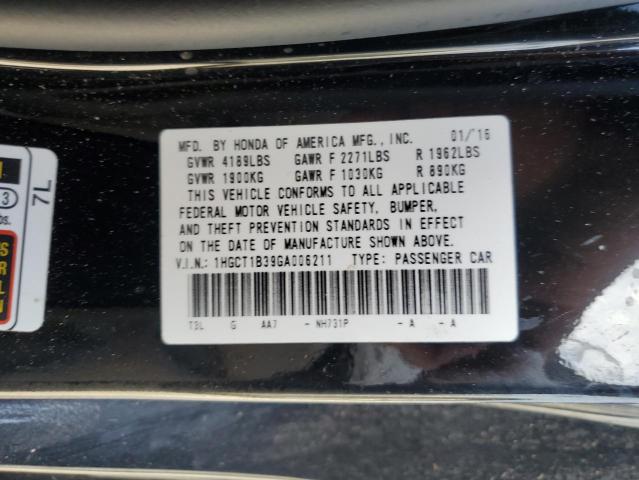 MFD. BY HONDA OF AMERICA MFG., INC. 01/16
GVWR 4189LBS GAWR F 2271LBS R 1962LBS
GVWR 1900KG GAWR F 1030KG R 890KG
THIS VEHICLE CONFORMS TO ALL APPLICABLE
FEDERAL MOTOR VEHICLE SAFETY, BUMPER,
AND THEFT PREVENTION STANDARDS IN EFFECT
ON THE DATE OF MANUFACTURE SHOWN ABOVE.
V.I.N.: 1HGCT1B39GA006211 TYPE: PASSENGER CAR
T3L G AA7 - NH731P - A - A
7L
3